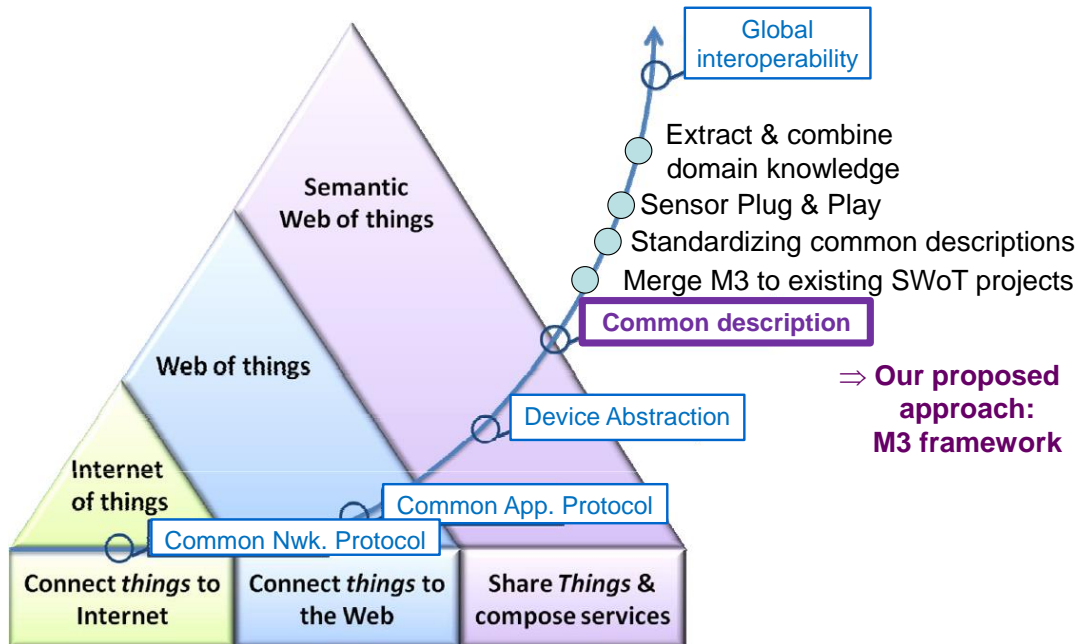 Global
interoperability
Extract & combine
domain knowledge
Semantic
Web of things
Sensor Plug & Play
Standardizing common descriptions
Merge M3 to existing SWoT projects
Common description
Web of things
⇒ Our proposed
approach:
M3 framework
Device Abstraction
Internet
of things
Common App. Protocol
Common Nwk. Protocol
Connect things to
Internet
Connect things to
the Web
Share Things &
compose services